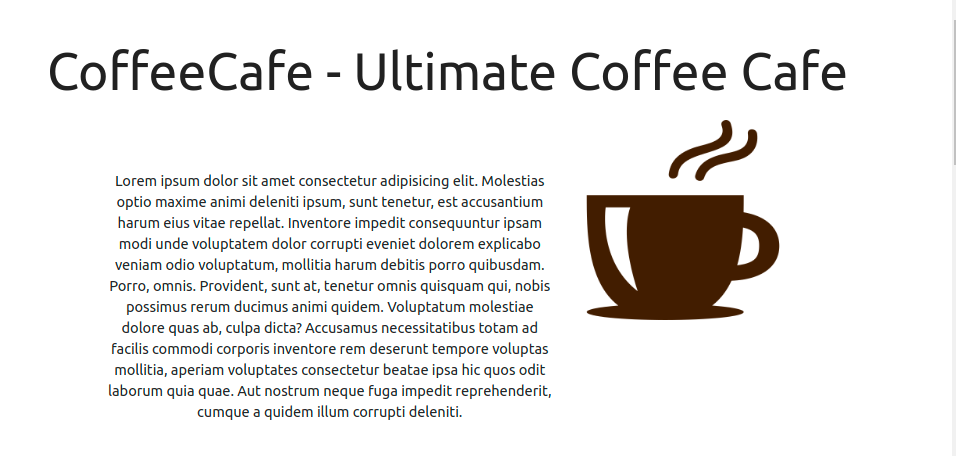 CoffeeCafe - Ultimate Coffee Cafe
Lorem ipsum dolor sit amet consectetur adipisicing elit. Molestias
optio maxime animi deleniti ipsum, sunt tenetur, est accusantium
harum eius vitae repellat. Inventore impedit consequuntur ipsam
modi unde voluptatem dolor corrupti eveniet dolorem explicabo
veniam odio voluptatum, mollitia harum debitis porro quibusdam.
Porro, omnis. Provident, sunt at, tenetur omnis quisquam qui, nobis
possimus rerum ducimus animi quidem. Voluptatum molestiae
dolore quas ab, culpa dicta? Accusamus necessitatibus totam ad
facilis commodi corporis inventore rem deserunt tempore voluptas
mollitia, aperiam voluptates consectetur beatae ipsa hic quos odit
laborum quia quae. Aut nostrum neque fuga impedit reprehenderit,
cumque a quidem illum corrupti deleniti.